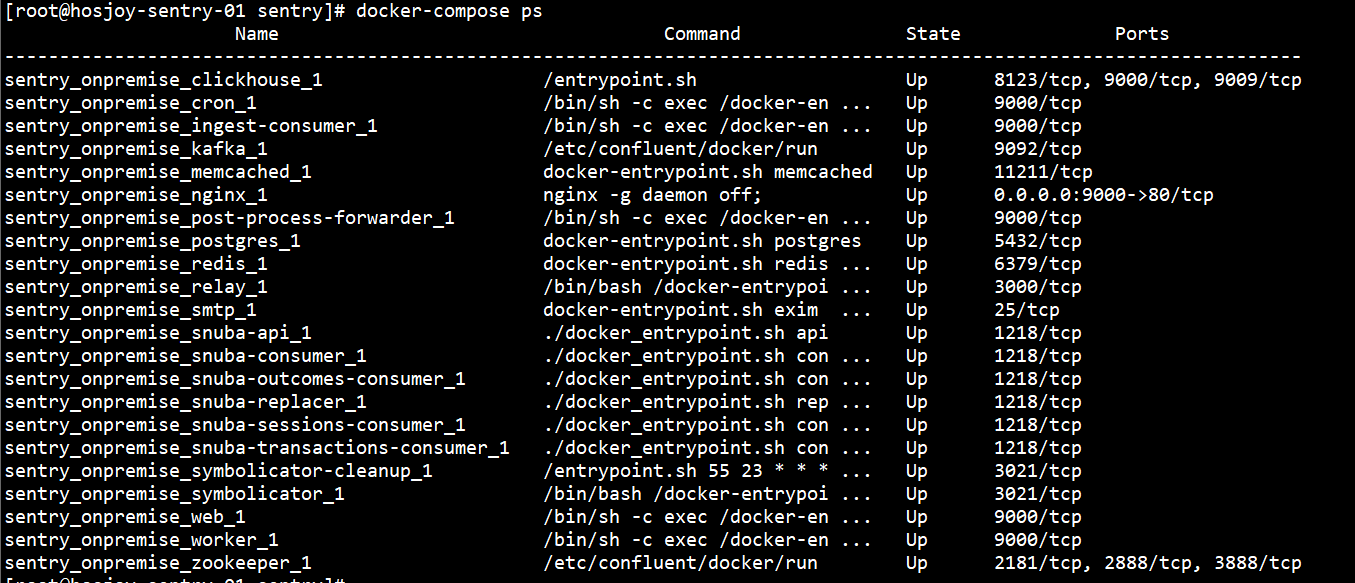 [root@hosjoy-sentry-01 sentry]# docker-compose ps
Name Command State Ports
-----------------------------------------------------------------------------------------------------------------------
sentry_onpremise_clickhouse_1 /entrypoint.sh Up 8123/tcp, 9000/tcp, 9009/tcp
sentry_onpremise_cron_1 /bin/sh -c exec /docker-en ... Up 9000/tcp
sentry_onpremise_ingest-consumer_1 /bin/sh -c exec /docker-en ... Up 9000/tcp
sentry_onpremise_kafka_1 /etc/confluent/docker/run Up 9092/tcp
sentry_onpremise_memcached_1 docker-entrypoint.sh memcached Up 11211/tcp
sentry_onpremise_nginx_1 nginx -g daemon off; Up 0.0.0.0:9000->80/tcp
sentry_onpremise_post-process-forwarder_1 /bin/sh -c exec /docker-en ... Up 9000/tcp
sentry_onpremise_postgres_1 docker-entrypoint.sh postgres Up 5432/tcp
sentry_onpremise_redis_1 docker-entrypoint.sh redis ... Up 6379/tcp
sentry_onpremise_relay_1 /bin/bash /docker-entrypoi ... Up 3000/tcp
sentry_onpremise_smtp_1 docker-entrypoint.sh exim ... Up 25/tcp
sentry_onpremise_snuba-api_1 ./docker_entrypoint.sh api Up 1218/tcp
sentry_onpremise_snuba-consumer_1 ./docker_entrypoint.sh con ... Up 1218/tcp
sentry_onpremise_snuba-outcomes-consumer_1 ./docker_entrypoint.sh con ... Up 1218/tcp
sentry_onpremise_snuba-replacer_1 ./docker_entrypoint.sh rep ... Up 1218/tcp
sentry_onpremise_snuba-sessions-consumer_1 ./docker_entrypoint.sh con ... Up 1218/tcp
sentry_onpremise_snuba-transactions-consumer_1 ./docker_entrypoint.sh con ... Up 1218/tcp
sentry_onpremise_symbolicator-cleanup_1 /entrypoint.sh 55 23 * * * ... Up 3021/tcp
sentry_onpremise_symbolicator_1 /bin/bash /docker-entrypoi ... Up 3021/tcp
sentry_onpremise_web_1 /bin/sh -c exec /docker-en ... Up 9000/tcp
sentry_onpremise_worker_1 /bin/sh -c exec /docker-en ... Up 9000/tcp
sentry_onpremise_zookeeper_1 /etc/confluent/docker/run Up 2181/tcp, 2888/tcp, 3888/tcp
[root@hosjoy-sentry-01 sentry]#